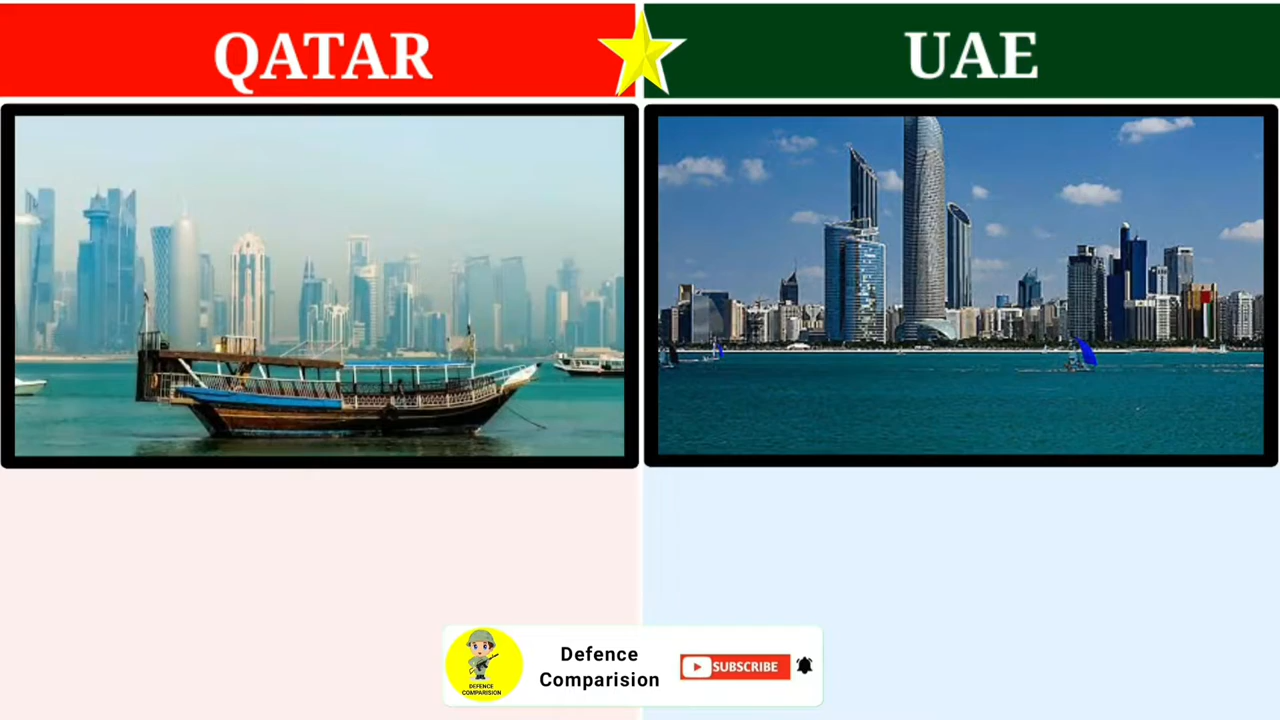 QATAR
UAE
DEFENCE
COMPARISION
Defence
Comparision
SUBSCRIBE